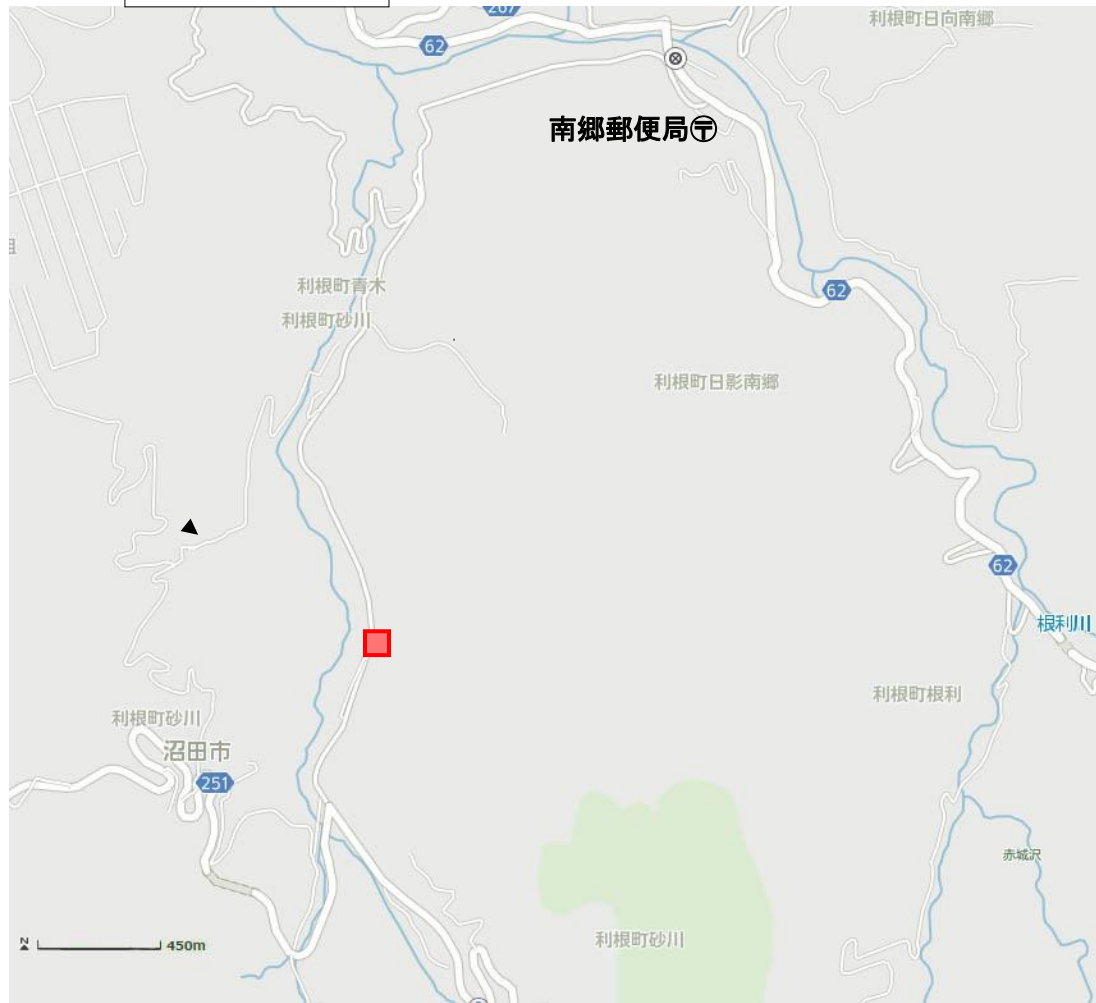 267
利根町日向南郷
62
南郷郵便局〒
利根町青木
62
利根町砂川
利根町日影南郷
62
根利川
利根町根利
利根町砂川
沼田市
251
赤城沢
利根町砂川
N
450m